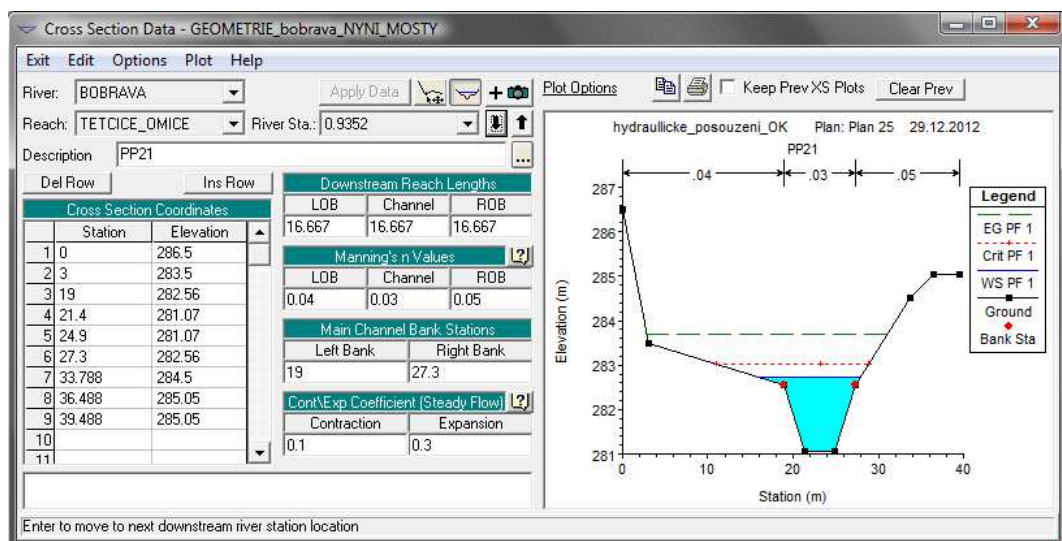 Cross Section Data - GEOMETRIE_bobrava_NYNI_MOSTY
Exit Edit Options Plot Help
River: BOBRAVA Apply Data
Reach: TETCICE_OMICE River Sta.: 0.9352
Description PP21 ...
Del Row Ins Row
Cross Section Coordinates
Station Elevation
1 0 286.5
2 3 283.5
3 19 282.56
4 21.4 281.07
5 24.9 281.07
6 27.3 282.56
7 33.788 284.5
8 36.488 285.05
9 39.488 285.05
10
11
Downstream Reach Lengths
LOB Channel ROB
16.667 16.667 16.667
Manning's n Values ?
LOB Channel ROB
0.04 0.03 0.05
Main Channel Bank Stations
Left Bank Right Bank
19 27.3
Cont\Exp Coefficient (Steady Flow) ?
Contraction Expansion
0.1 0.3
Plot Options Keep Prev XS Plots Clear Prev
hydraullicke_posouzeni_OK Plan: Plan 25 29.12.2012
PP21
.04 .03 .05
287
286
285
284
283
282
281
0 10 20 30 40
Elevation (m)
Station (m)
Legend
EG PF 1
Crit PF 1
WS PF 1
Ground
Bank Sta
Enter to move to next downstream river station location